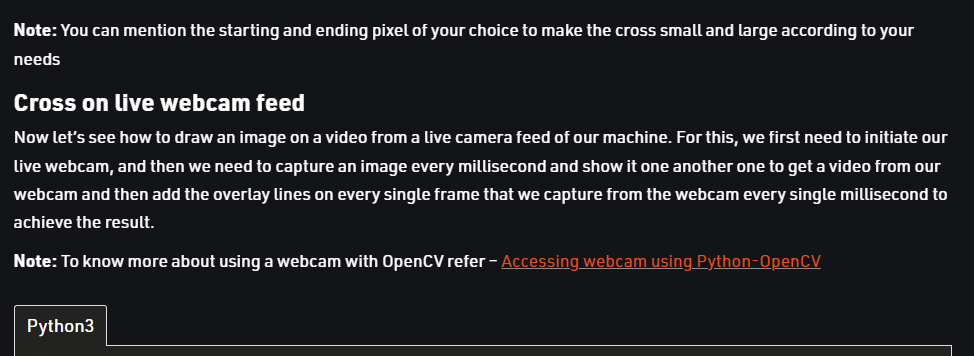 Note: You can mention the starting and ending pixel of your choice to make the cross small and large according to your
needs
Cross on live webcam feed
Now let's see how to draw an image on a video from a live camera feed of our machine. For this, we first need to initiate our
live webcam, and then we need to capture an image every millisecond and show it one another one to get a video from our
webcam and then add the overlay lines on every single frame that we capture from the webcam every single millisecond to
achieve the result.
Note: To know more about using a webcam with OpenCV refer – Accessing webcam using Python-OpenCV
Python3